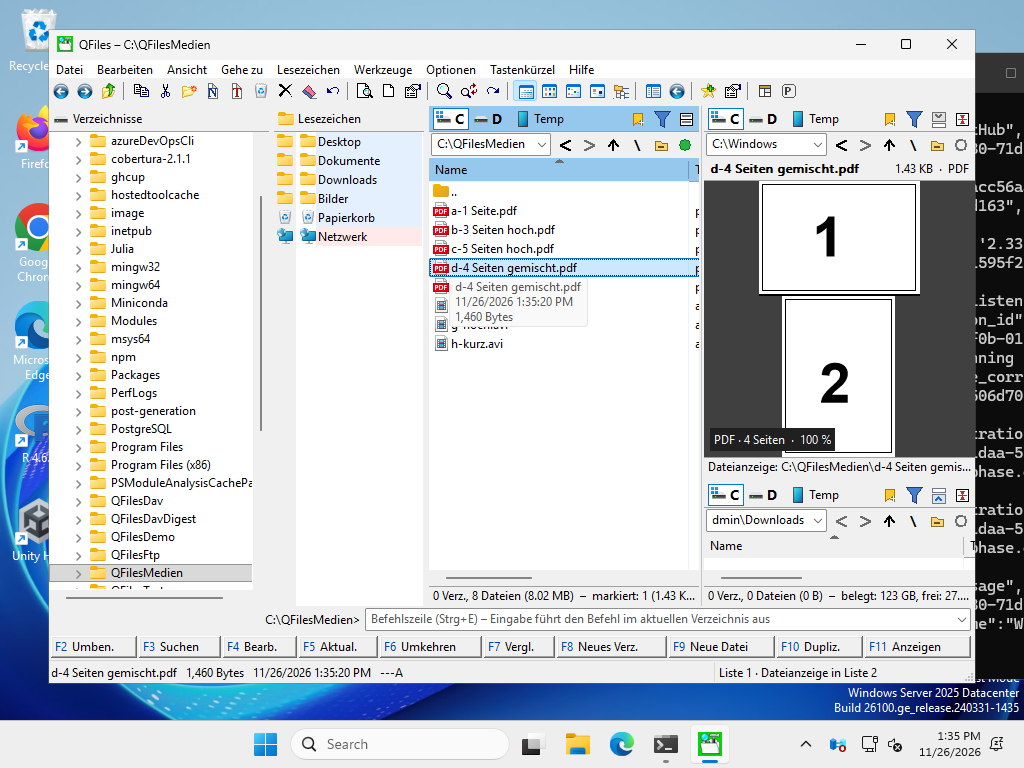 Recycle
Firefo
Goog
Chron
Micros
Edge
R 4.6.
Unity H
QFiles – C:\QFilesMedien
Datei Bearbeiten Ansicht Gehe zu Lesezeichen Werkzeuge Optionen Tastenkürzel Hilfe
Verzeichnisse
azureDevOpsCli
cobertura-2.1.1
ghcup
hostedtoolcache
image
inetpub
Julia
mingw32
mingw64
Miniconda
Modules
msys64
npm
Packages
PerfLogs
post-generation
PostgreSQL
Program Files
Program Files (x86)
PSModuleAnalysisCachePa
QFilesDav
QFilesDavDigest
QFilesDemo
QFilesFtp
QFilesMedien
Lesezeichen
Desktop
Dokumente
Downloads
Bilder
Papierkorb
Netzwerk
C D Temp
C:\QFilesMedien
Name
..
a-1 Seite.pdf
b-3 Seiten hoch.pdf
c-5 Seiten hoch.pdf
d-4 Seiten gemischt.pdf
d-4 Seiten gemischt.pdf
11/26/2026 1:35:20 PM
1,460 Bytes
h-kurz.avi
0 Verz., 8 Dateien (8.02 MB) – markiert: 1 (1.43 K...
C D Temp
C:\Windows
d-4 Seiten gemischt.pdf 1.43 KB · PDF
1
2
PDF · 4 Seiten · 100 %
Dateianzeige: C:\QFilesMedien\d-4 Seiten gemis...
C D Temp
dmin\Downloads
Name
0 Verz., 0 Dateien (0 B) – belegt: 123 GB, frei: 27....
C:\QFilesMedien> Befehlszeile (Strg+E) – Eingabe führt den Befehl im aktuellen Verzeichnis aus
F2 Umben. F3 Suchen F4 Bearb. F5 Aktual. F6 Umkehren F7 Vergl. F8 Neues Verz. F9 Neue Datei F10 Dupliz. F11 Anzeigen
d-4 Seiten gemischt.pdf 1,460 Bytes 11/26/2026 1:35:20 PM ---A Liste 1 · Dateianzeige in Liste 2
Windows Server 2025 Datacenter
Build 26100.ge_release.240331-1435
Search
1:35 PM
11/26/2026